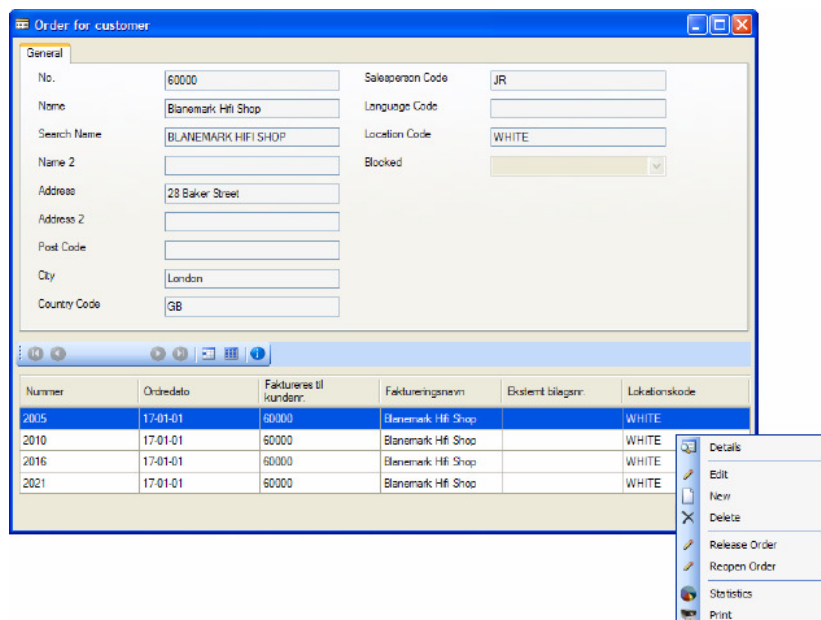 Order for customer
General
No. 60000 Salesperson Code JR
Name Blanemark Hifi Shop Language Code
Search Name BLANEMARK HIFI SHOP Location Code WHITE
Name 2 Blocked
Address 28 Baker Street
Address 2
Post Code
City London
Country Code GB
Nummer Ordredato Faktureres til kundenr. Faktureringsnavn Eksternt bilagsnr. Lokationskode
2005 17-01-01 60000 Blanemark Hifi Shop WHITE
2010 17-01-01 60000 Blanemark Hifi Shop WHITE
2016 17-01-01 60000 Blanemark Hifi Shop WHITE
2021 17-01-01 60000 Blanemark Hifi Shop WHITE
Details
Edit
New
Delete
Release Order
Reopen Order
Statistics
Print